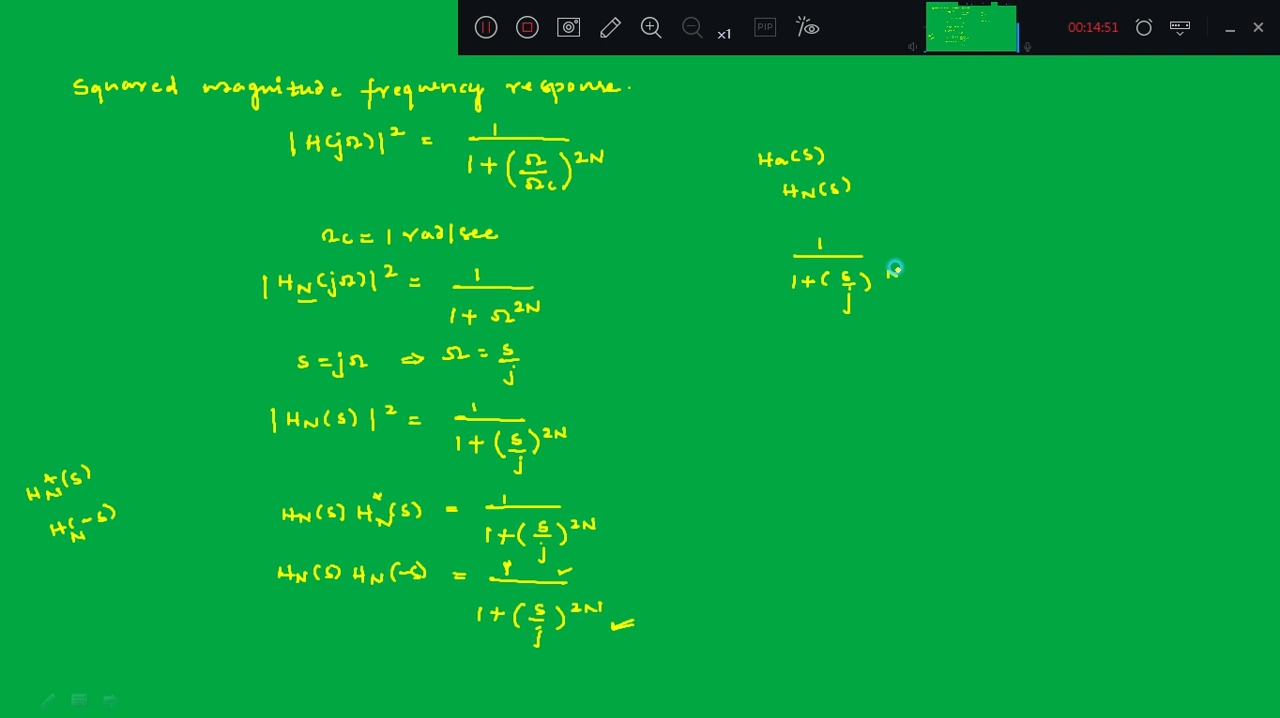 x1
PIP
00:14:51
Squared magnitude frequency response.
|H(jΩ)|² = 1 / 1 + (Ω/Ωc)^2N
Ωc = 1 rad/sec
|HN(jΩ)|² = 1 / 1 + Ω^2N
s = jΩ ⇒ Ω = s/j
|HN(s)|² = 1 / 1 + (s/j)^2N
HN(s) HN*(s) = 1 / 1 + (s/j)^2N
HN(s) HN(-s) = 1 / 1 + (s/j)^2N ✓
HN*(s)
HN(-s)
Ha(s)
HN(s)
1 / 1 + (s/j)